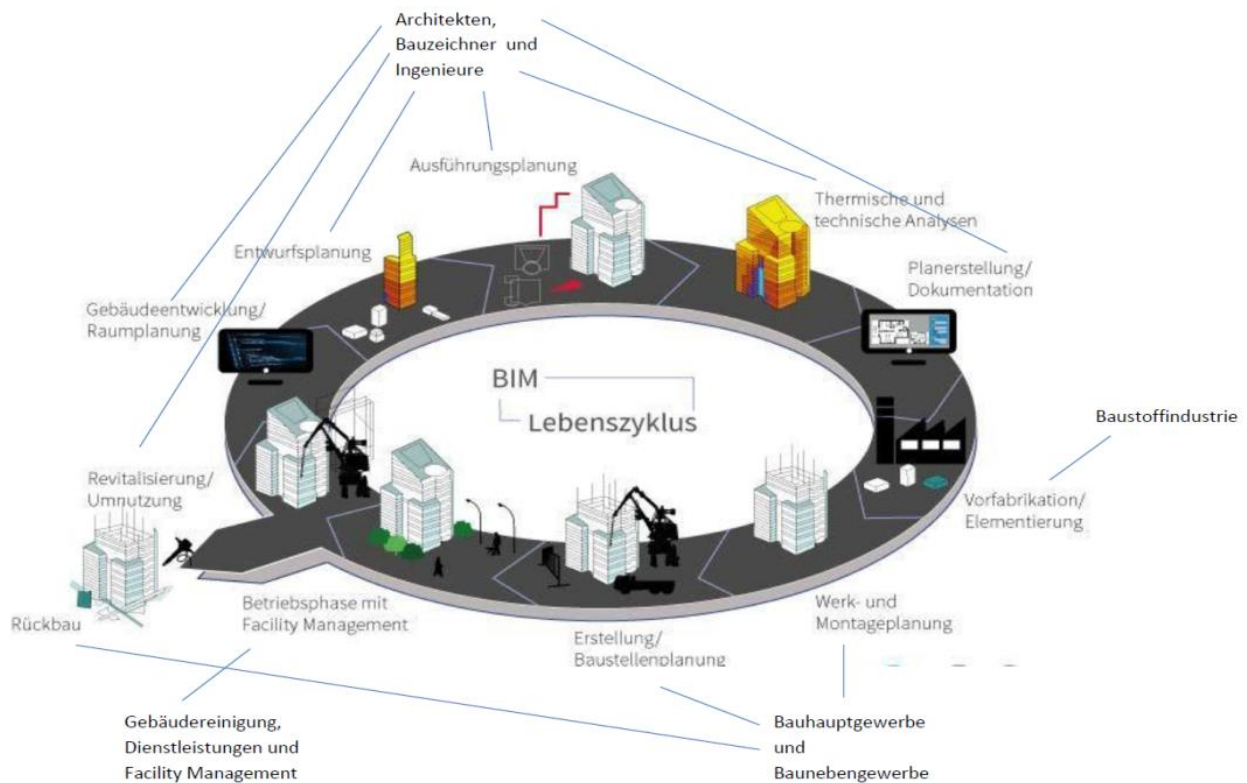 Architekten,
Bauzeichner und
Ingenieure
Ausführungsplanung
Thermische und
technische Analysen
Entwurfsplanung
Planerstellung/
Dokumentation
Gebäudeentwicklung/
Raumplanung
BIM
Lebenszyklus
Baustoffindustrie
Revitalisierung/
Umnutzung
Vorfabrikation/
Elementierung
Rückbau
Betriebsphase mit
Facility Management
Erstellung/
Baustellenplanung
Werk- und
Montageplanung
Gebäudereinigung,
Dienstleistungen und
Facility Management
Bauhauptgewerbe
und
Baunebengewerbe